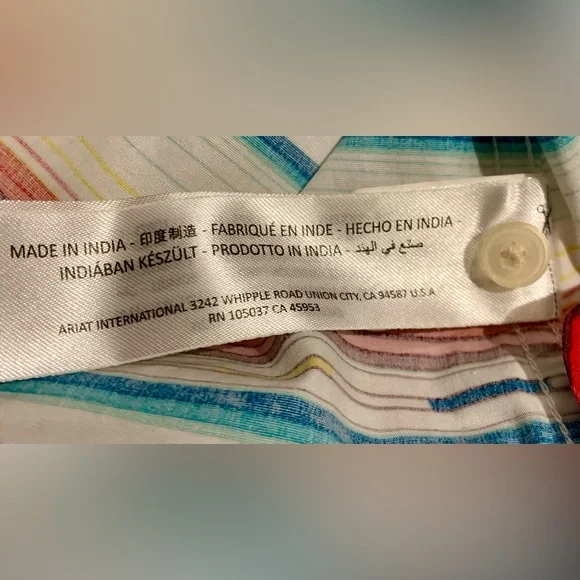 MADE IN INDIA - 印度制造 - FABRIQUÉ EN INDE - HECHO EN INDIA -
INDIÁBAN KÉSZÜLT - PRODOTTO IN INDIA - صنع في الهند
ARIAT INTERNATIONAL 3242 WHIPPLE ROAD UNION CITY, CA 94587 U.S.A
RN 105037 CA 45953